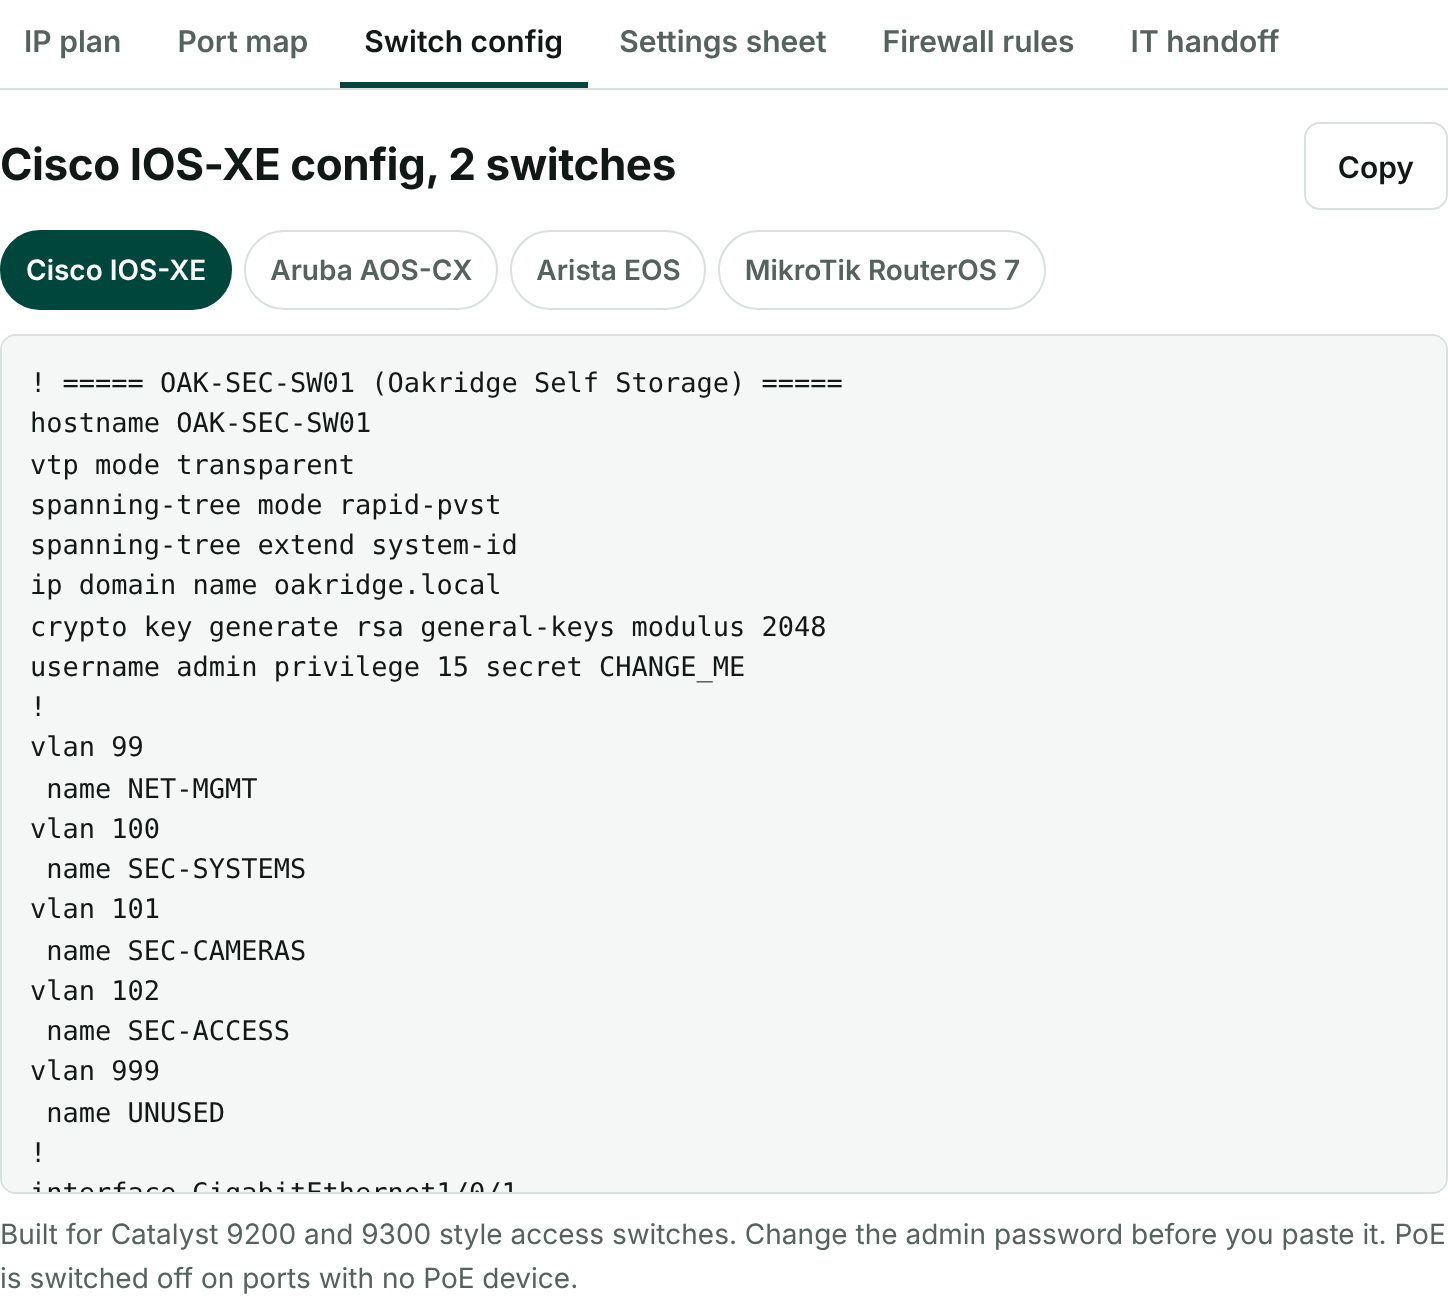 IP plan Port map Switch config Settings sheet Firewall rules IT handoff
Cisco IOS-XE config, 2 switches
Copy
Cisco IOS-XE Aruba AOS-CX Arista EOS MikroTik RouterOS 7
! ===== OAK-SEC-SW01 (Oakridge Self Storage) =====
hostname OAK-SEC-SW01
vtp mode transparent
spanning-tree mode rapid-pvst
spanning-tree extend system-id
ip domain name oakridge.local
crypto key generate rsa general-keys modulus 2048
username admin privilege 15 secret CHANGE_ME
!
vlan 99
 name NET-MGMT
vlan 100
 name SEC-SYSTEMS
vlan 101
 name SEC-CAMERAS
vlan 102
 name SEC-ACCESS
vlan 999
 name UNUSED
!
interface GigabitEthernet1/0/1
Built for Catalyst 9200 and 9300 style access switches. Change the admin password before you paste it. PoE
is switched off on ports with no PoE device.